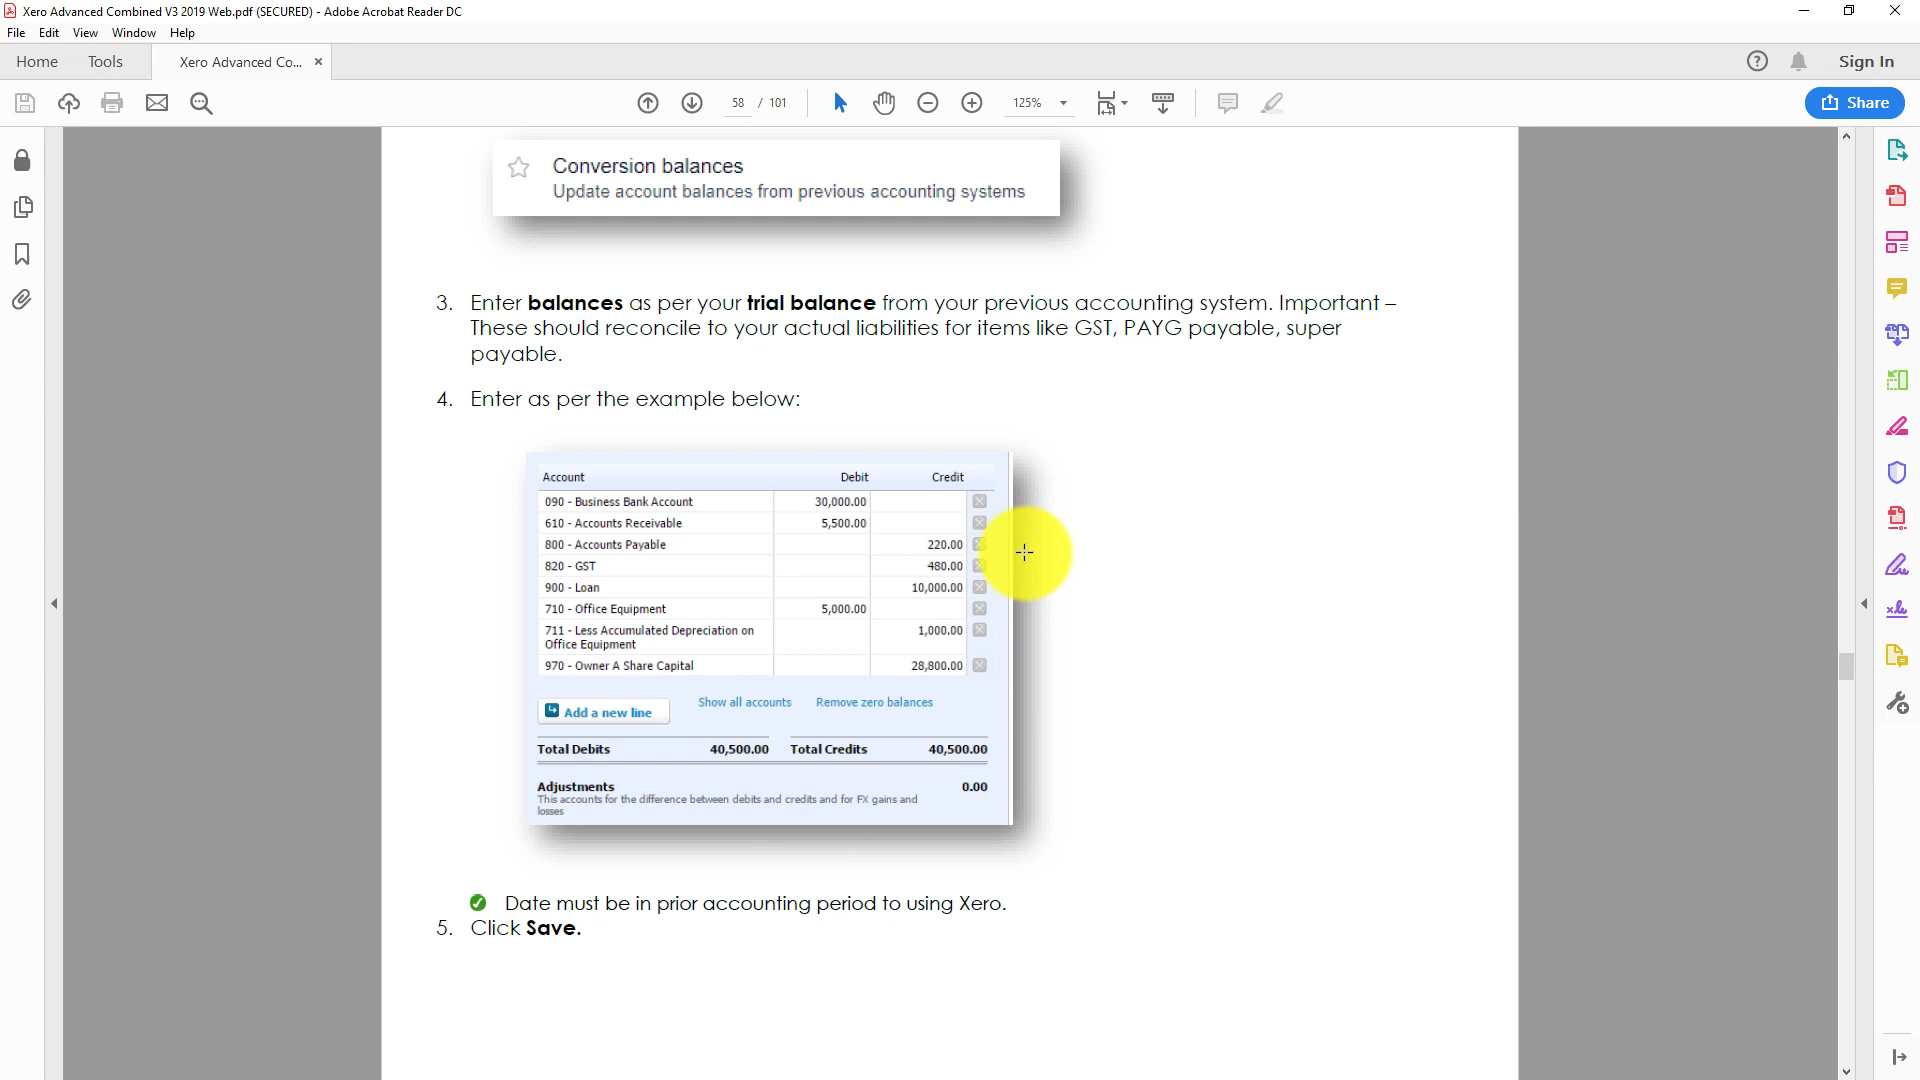 Xero Advanced Combined V3 2019 Web.pdf (SECURED) - Adobe Acrobat Reader DC
File Edit View Window Help
Home Tools Xero Advanced Co... × Sign In
58 / 101 125% Share
Conversion balances
Update account balances from previous accounting systems
3. Enter balances as per your trial balance from your previous accounting system. Important –
These should reconcile to your actual liabilities for items like GST, PAYG payable, super
payable.
4. Enter as per the example below:
Account Debit Credit
090 - Business Bank Account 30,000.00
610 - Accounts Receivable 5,500.00
800 - Accounts Payable 220.00
820 - GST 480.00
900 - Loan 10,000.00
710 - Office Equipment 5,000.00
711 - Less Accumulated Depreciation on 1,000.00
Office Equipment
970 - Owner A Share Capital 28,800.00
Add a new line Show all accounts Remove zero balances
Total Debits 40,500.00 Total Credits 40,500.00
Adjustments 0.00
This accounts for the difference between debits and credits and for FX gains and
losses
Date must be in prior accounting period to using Xero.
5. Click Save.